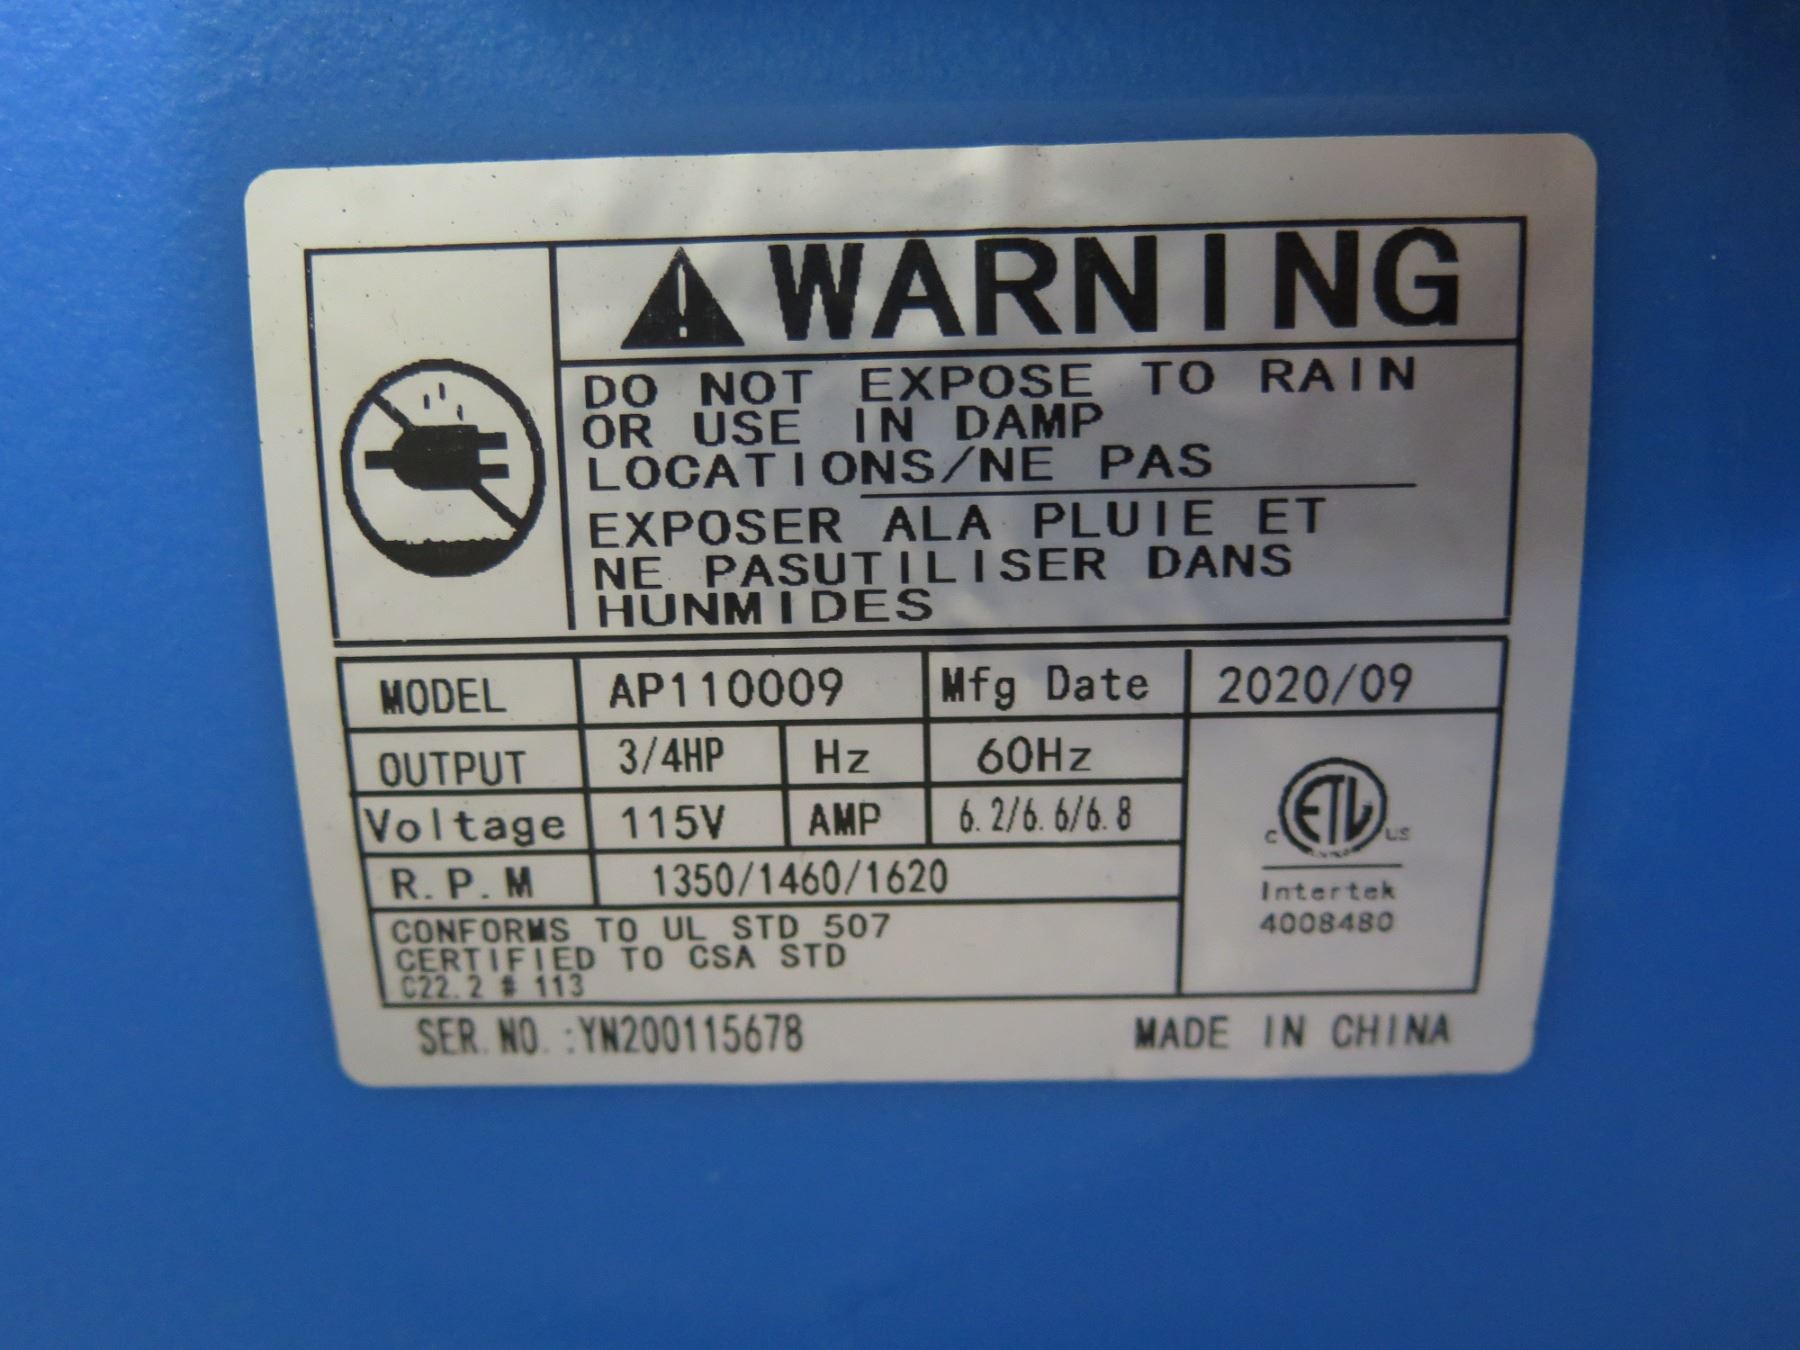 WARNING
DO NOT EXPOSE TO RAIN
OR USE IN DAMP
LOCATIONS/NE PAS
EXPOSER ALA PLUIE ET
NE PASUTILISER DANS
HUNMIDES
MODEL AP110009 Mfg Date 2020/09
OUTPUT 3/4HP Hz 60Hz
Voltage 115V AMP 6.2/6.6/6.8
R.P.M 1350/1460/1620
CONFORMS TO UL STD 507
CERTIFIED TO CSA STD
C22.2 # 113
C ETL US
Intertek
4008480
SER.NO.:YN200115678 MADE IN CHINA